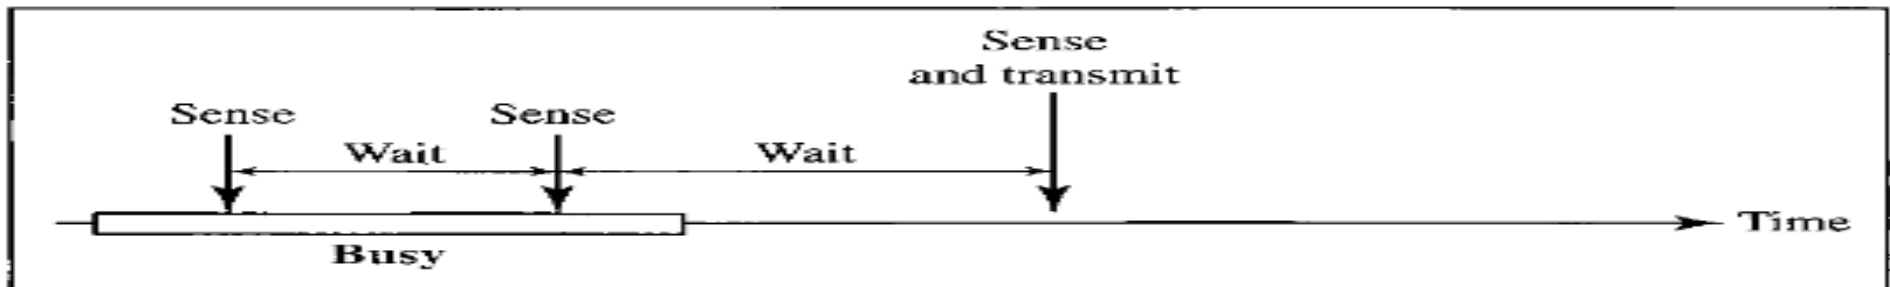 Sense
and transmit
Sense
Sense
Wait
Wait
Time
Busy